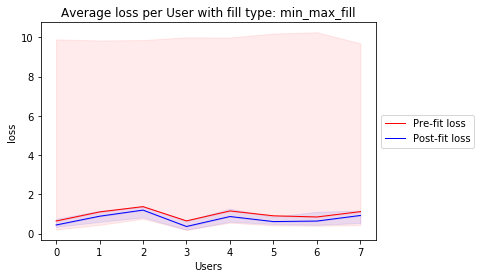 Average loss per User with fill type: min_max_fill
10
8
6
4
2
0
loss
0 1 2 3 4 5 6 7
Users
Pre-fit loss
Post-fit loss